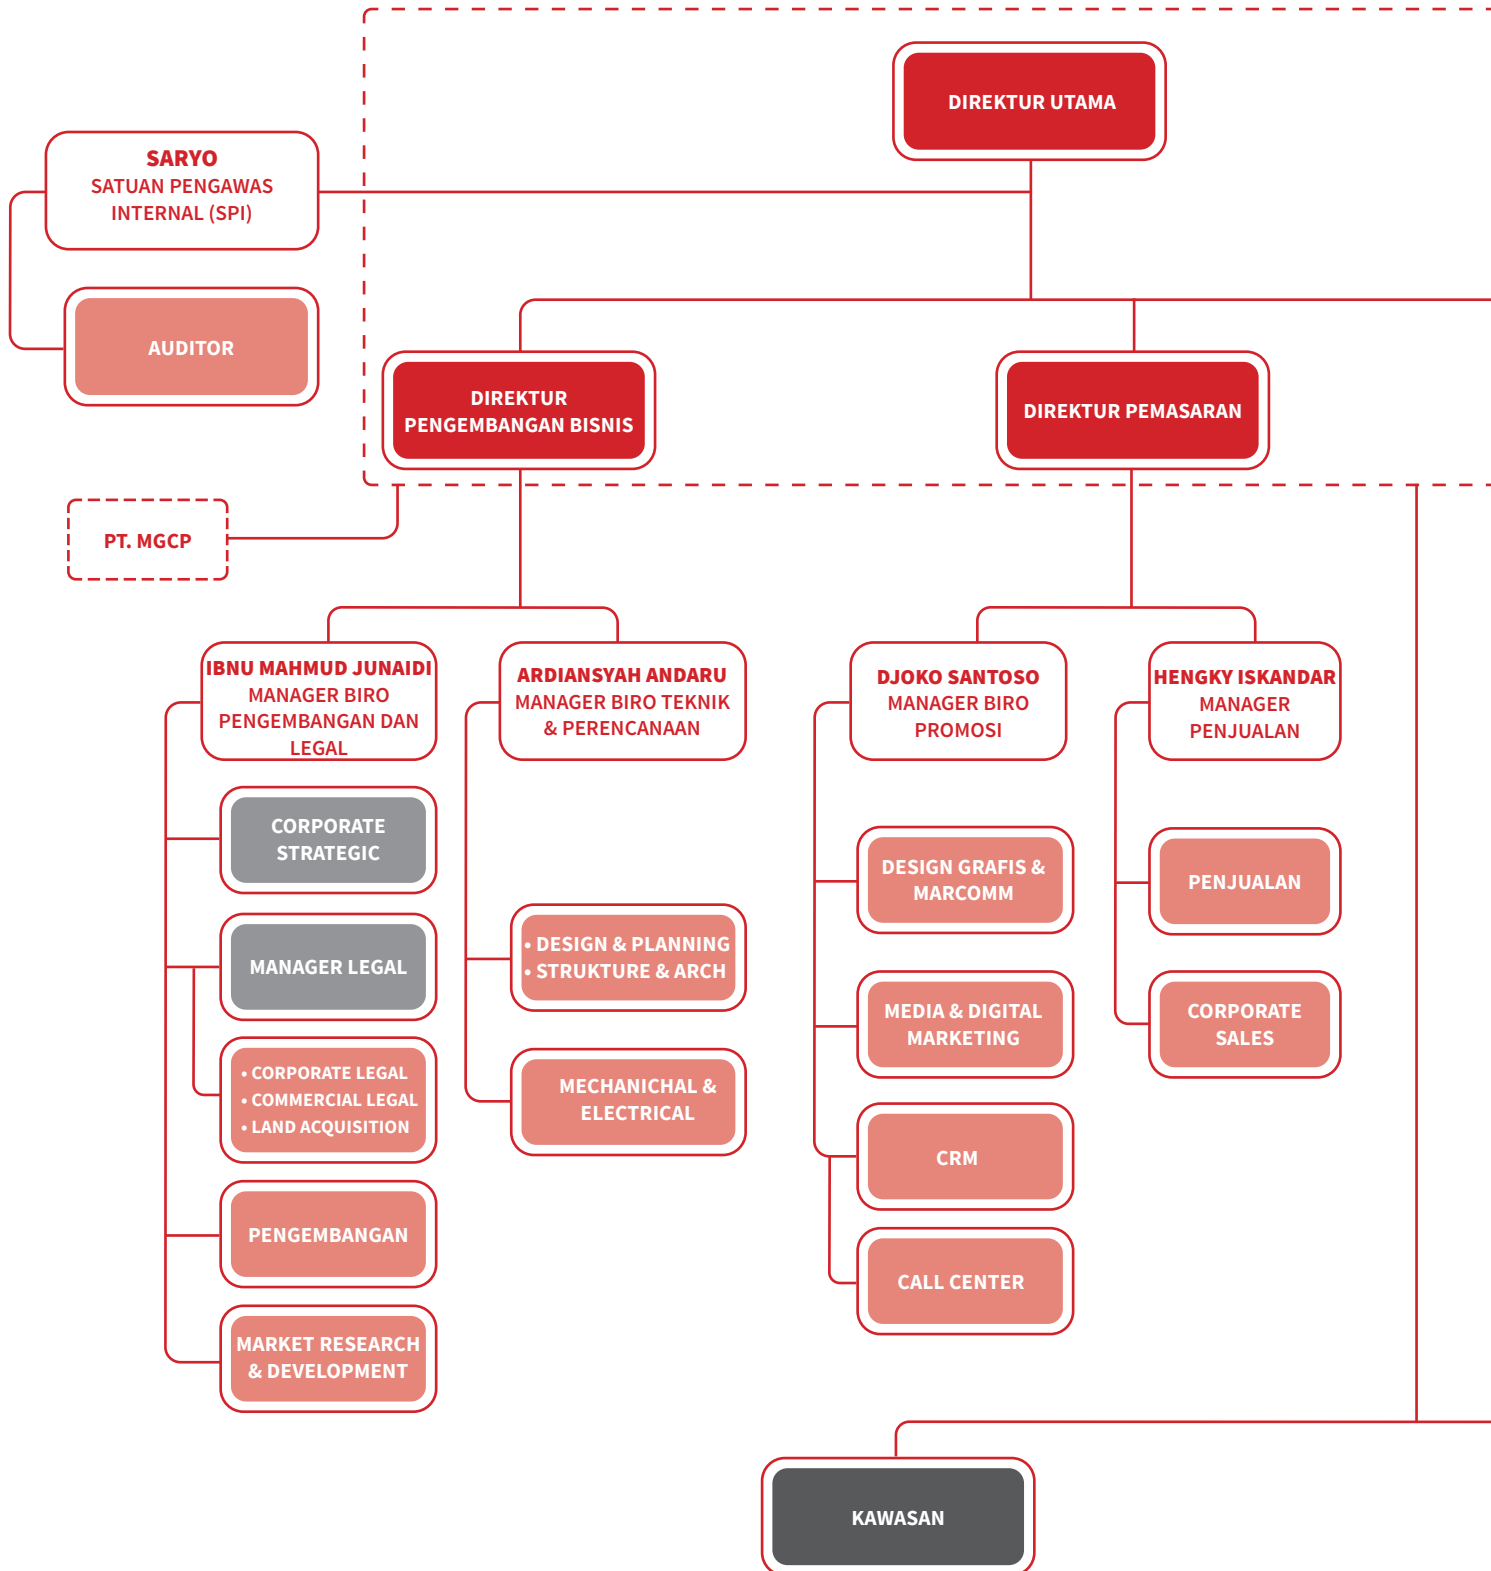 DIREKTUR UTAMA
SARYO
SATUAN PENGAWAS
INTERNAL (SPI)
AUDITOR
DIREKTUR
PENGEMBANGAN BISNIS
DIREKTUR PEMASARAN
PT. MGCP
IBNU MAHMUD JUNAIDI
MANAGER BIRO
PENGEMBANGAN DAN
LEGAL
CORPORATE
STRATEGIC
MANAGER LEGAL
• CORPORATE LEGAL
• COMMERCIAL LEGAL
• LAND ACQUISITION
PENGEMBANGAN
MARKET RESEARCH
& DEVELOPMENT
ARDIANSYAH ANDARU
MANAGER BIRO TEKNIK
& PERENCANAAN
• DESIGN & PLANNING
• STRUKTURE & ARCH
MECHANICHAL &
ELECTRICAL
DJOKO SANTOSO
MANAGER BIRO
PROMOSI
DESIGN GRAFIS &
MARCOMM
MEDIA & DIGITAL
MARKETING
CRM
CALL CENTER
HENGKY ISKANDAR
MANAGER
PENJUALAN
PENJUALAN
CORPORATE
SALES
KAWASAN